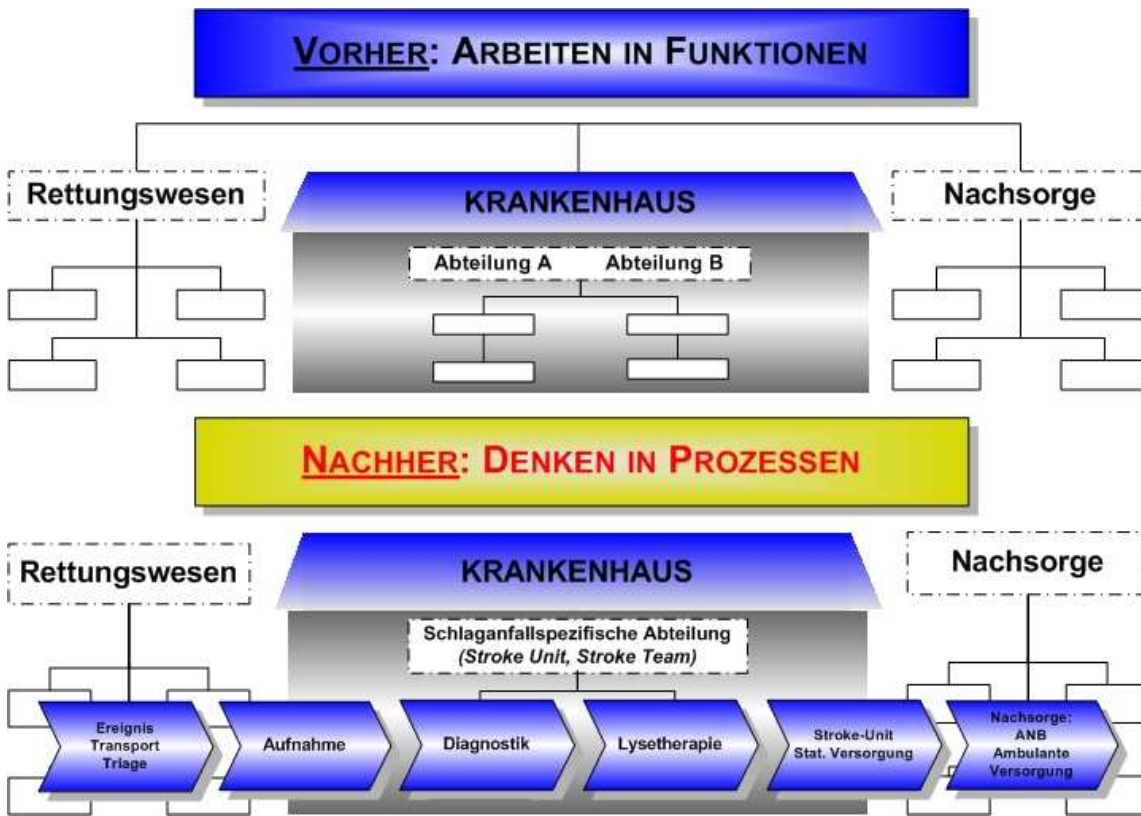 VORHER: ARBEITEN IN FUNKTIONEN
Rettungswesen
KRANKENHAUS
Nachsorge
Abteilung A
Abteilung B
NACHHER: DENKEN IN PROZESSEN
Rettungswesen
KRANKENHAUS
Nachsorge
Schlaganfallspezifische Abteilung
(Stroke Unit, Stroke Team)
Ereignis
Transport
Triage
Aufnahme
Diagnostik
Lysetherapie
Stroke-Unit
Stat. Versorgung
Nachsorge:
ANB
Ambulante
Versorgung